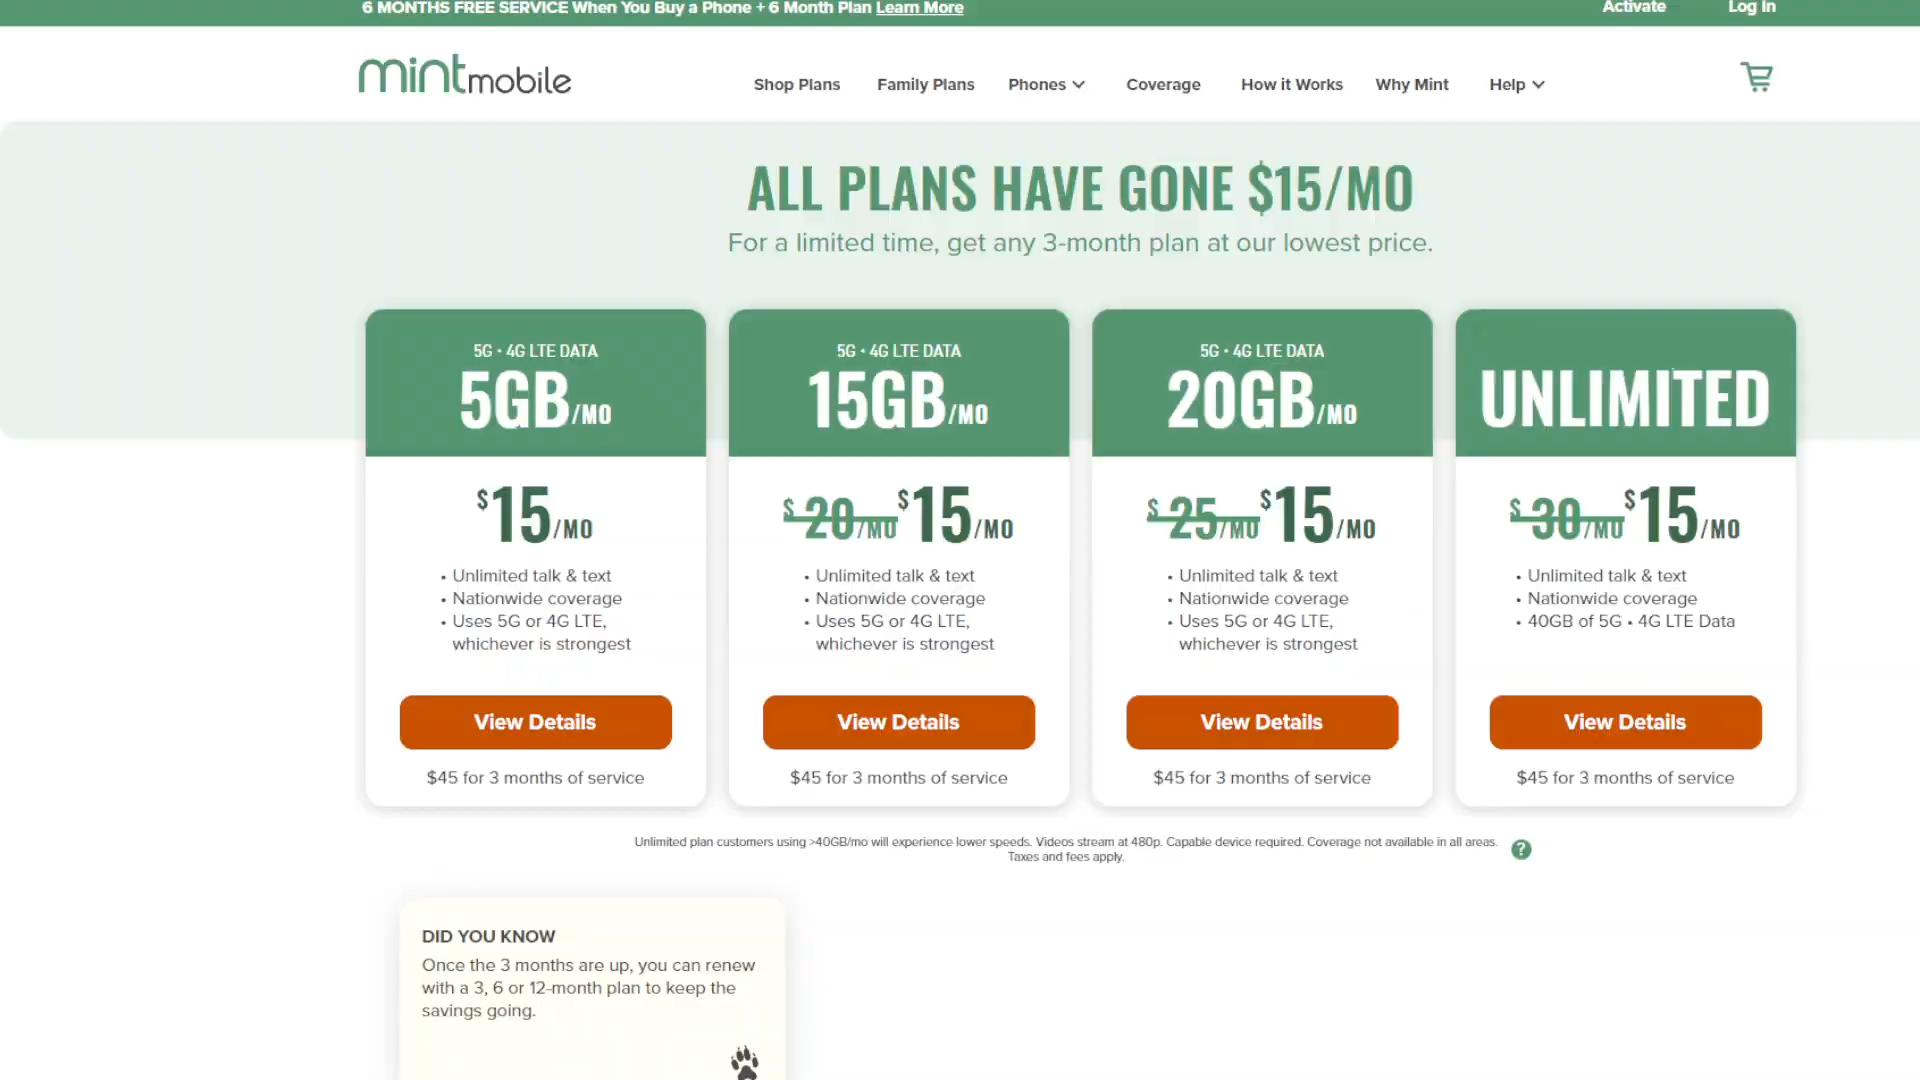 6 MONTHS FREE SERVICE When You Buy a Phone + 6 Month Plan Learn More
Activate
Log In
mintmobile
Shop Plans
Family Plans
Phones
Coverage
How it Works
Why Mint
Help
ALL PLANS HAVE GONE $15/MO
For a limited time, get any 3-month plan at our lowest price.
5G • 4G LTE DATA
5GB/MO
$15/MO
• Unlimited talk & text
• Nationwide coverage
• Uses 5G or 4G LTE,
whichever is strongest
View Details
$45 for 3 months of service
5G • 4G LTE DATA
15GB/MO
$20/MO $15/MO
• Unlimited talk & text
• Nationwide coverage
• Uses 5G or 4G LTE,
whichever is strongest
View Details
$45 for 3 months of service
5G • 4G LTE DATA
20GB/MO
$25/MO $15/MO
• Unlimited talk & text
• Nationwide coverage
• Uses 5G or 4G LTE,
whichever is strongest
View Details
$45 for 3 months of service
UNLIMITED
$30/MO $15/MO
• Unlimited talk & text
• Nationwide coverage
• 40GB of 5G • 4G LTE Data
View Details
$45 for 3 months of service
Unlimited plan customers using >40GB/mo will experience lower speeds. Videos stream at 480p. Capable device required. Coverage not available in all areas.
Taxes and fees apply.
?
DID YOU KNOW
Once the 3 months are up, you can renew
with a 3, 6 or 12-month plan to keep the
savings going.